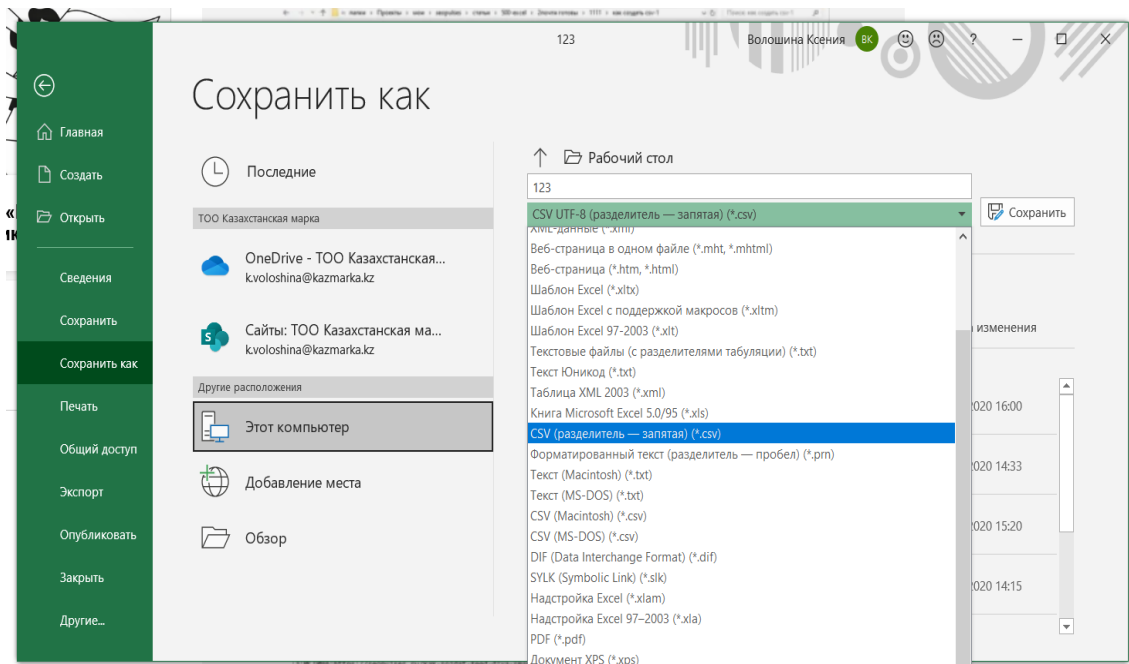 123
Волошина Ксения
ВК
?
Сохранить как
Главная
Создать
Открыть
Сведения
Сохранить
Сохранить как
Печать
Общий доступ
Экспорт
Опубликовать
Закрыть
Другие...
Последние
ТОО Казахстанская марка
OneDrive - ТОО Казахстанская...
k.voloshina@kazmarka.kz
Сайты: ТОО Казахстанская ма...
k.voloshina@kazmarka.kz
Другие расположения
Этот компьютер
Добавление места
Обзор
Рабочий стол
123
CSV UTF-8 (разделитель — запятая) (*.csv)
Сохранить
XML-данные (*.xml)
Веб-страница в одном файле (*.mht, *.mhtml)
Веб-страница (*.htm, *.html)
Шаблон Excel (*.xltx)
Шаблон Excel с поддержкой макросов (*.xltm)
Шаблон Excel 97-2003 (*.xlt)
Текстовые файлы (с разделителями табуляции) (*.txt)
Текст Юникод (*.txt)
Таблица XML 2003 (*.xml)
Книга Microsoft Excel 5.0/95 (*.xls)
CSV (разделитель — запятая) (*.csv)
Форматированный текст (разделитель — пробел) (*.prn)
Текст (Macintosh) (*.txt)
Текст (MS-DOS) (*.txt)
CSV (Macintosh) (*.csv)
CSV (MS-DOS) (*.csv)
DIF (Data Interchange Format) (*.dif)
SYLK (Symbolic Link) (*.slk)
Надстройка Excel (*.xlam)
Надстройка Excel 97–2003 (*.xla)
PDF (*.pdf)
Документ XPS (*.xps)
изменения
2020 16:00
2020 14:33
2020 15:20
2020 14:15